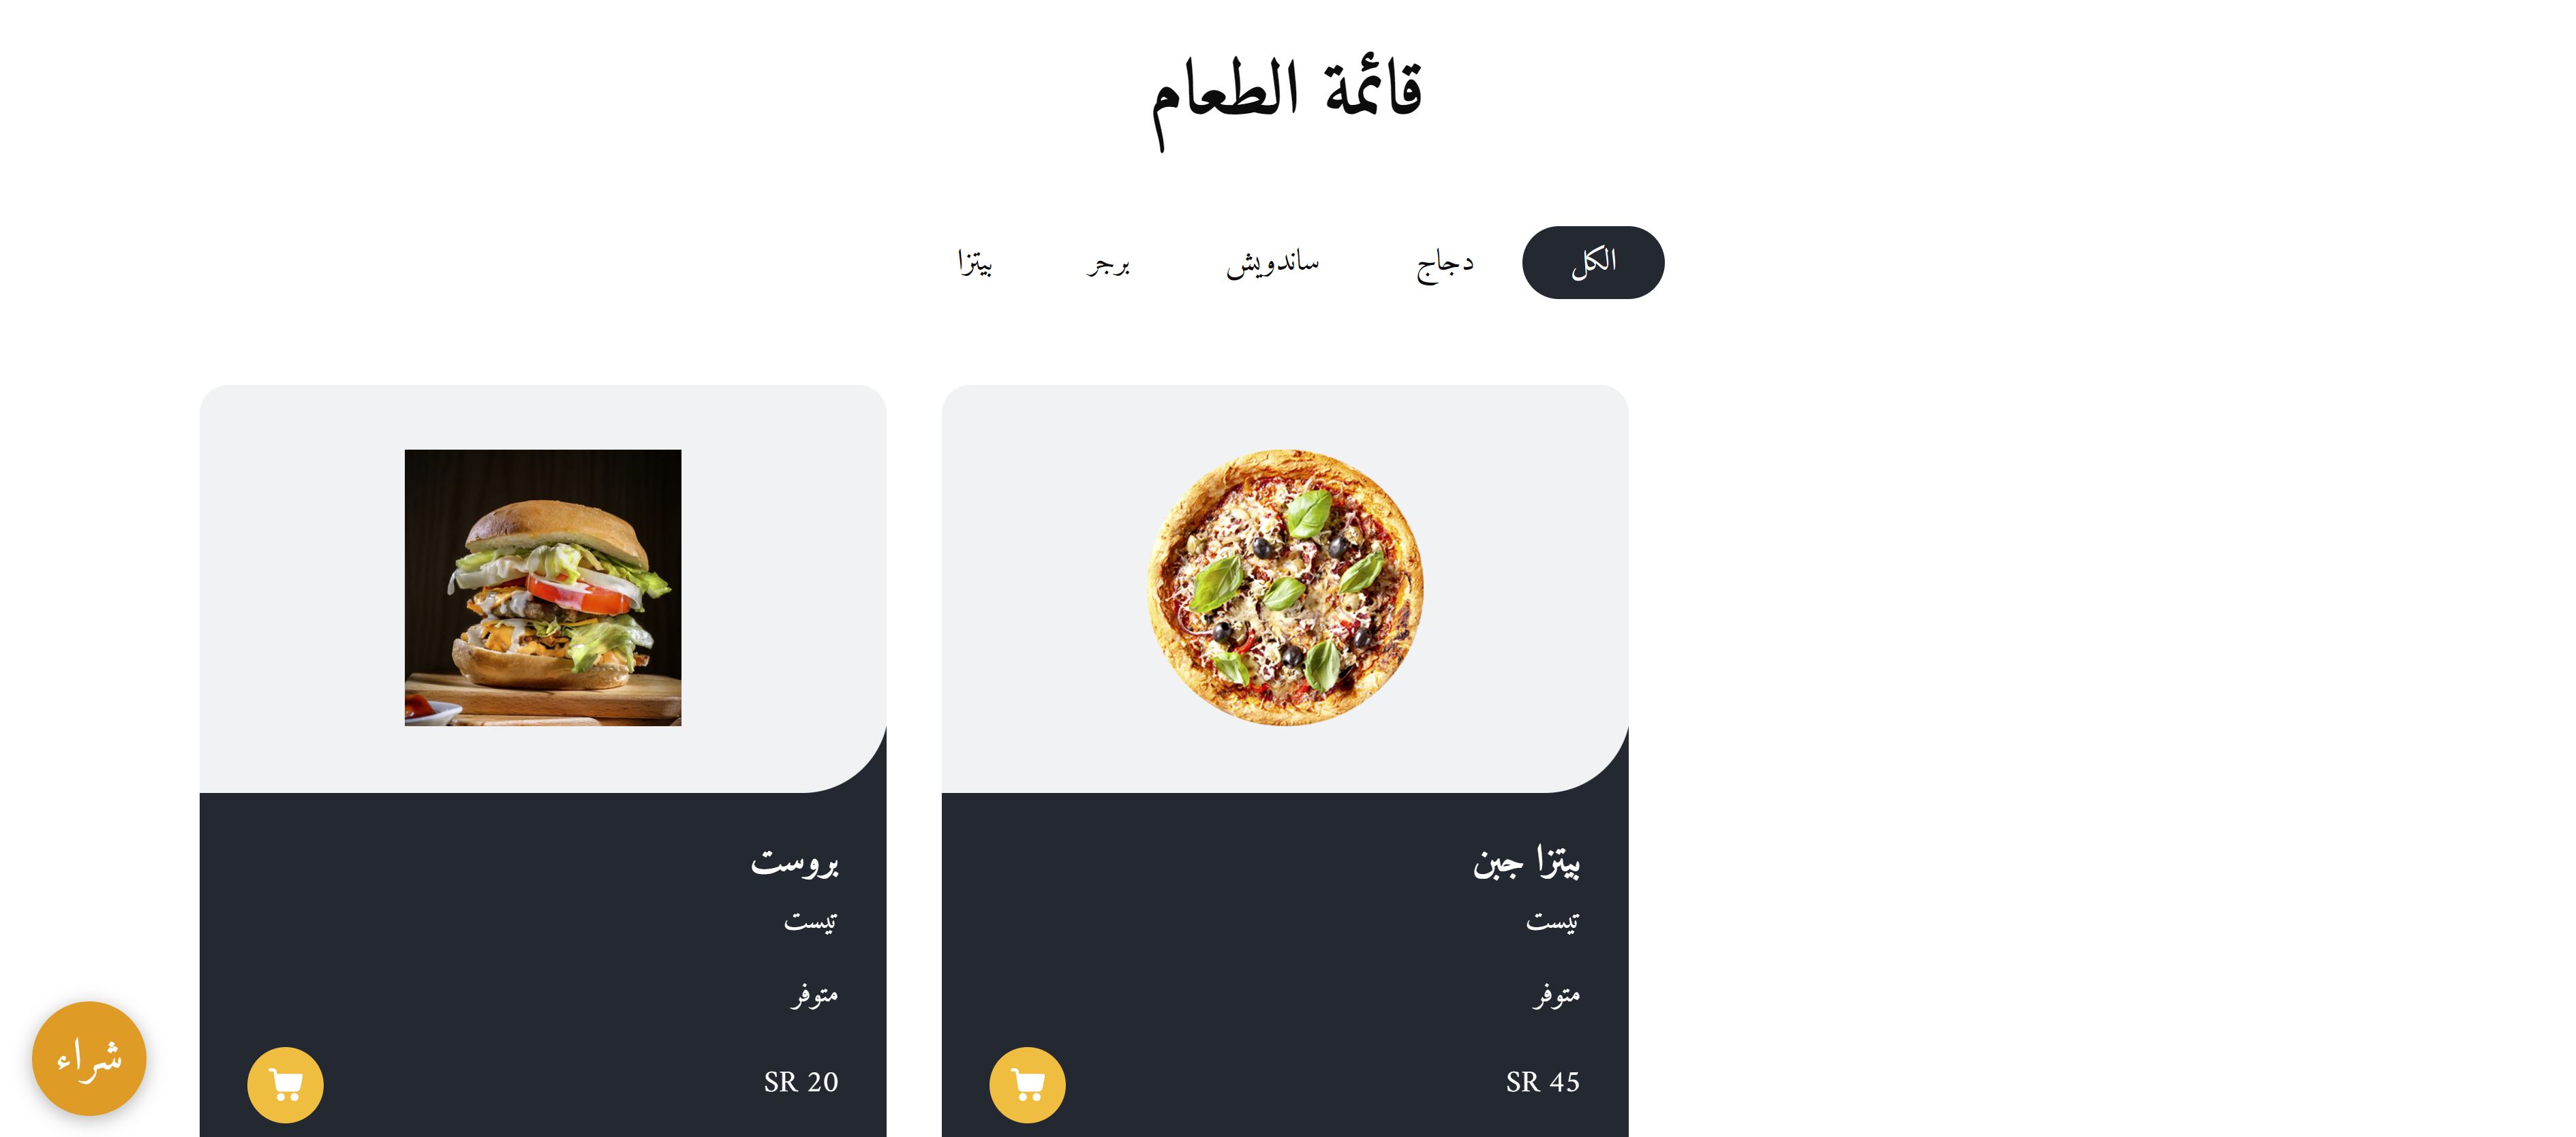 قائمة الطعام
الكل
دجاج
ساندويش
برجر
بيتزا
بيتزا جبن
تيست
متوفر
SR 45
بروست
تيست
متوفر
SR 20
شراء